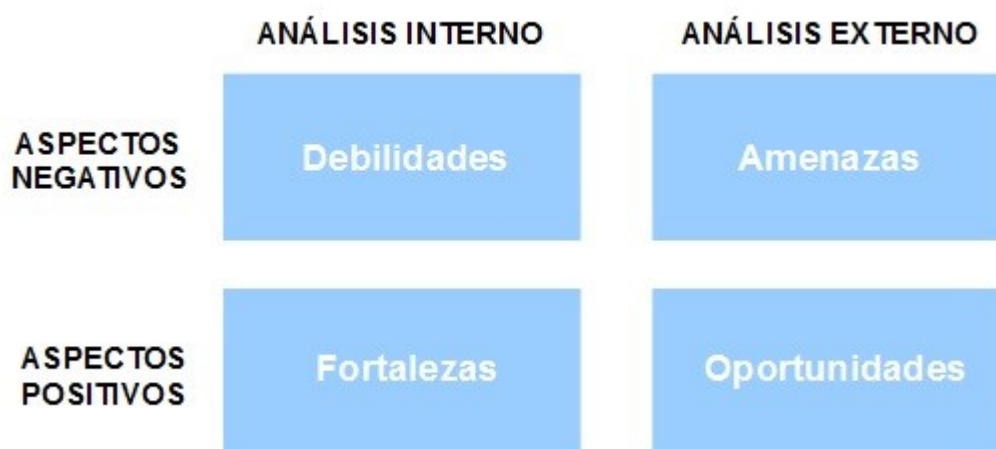 ANÁLISIS INTERNO
ANÁLISIS EXTERNO
ASPECTOS
NEGATIVOS
Debilidades
Amenazas
ASPECTOS
POSITIVOS
Fortalezas
Oportunidades